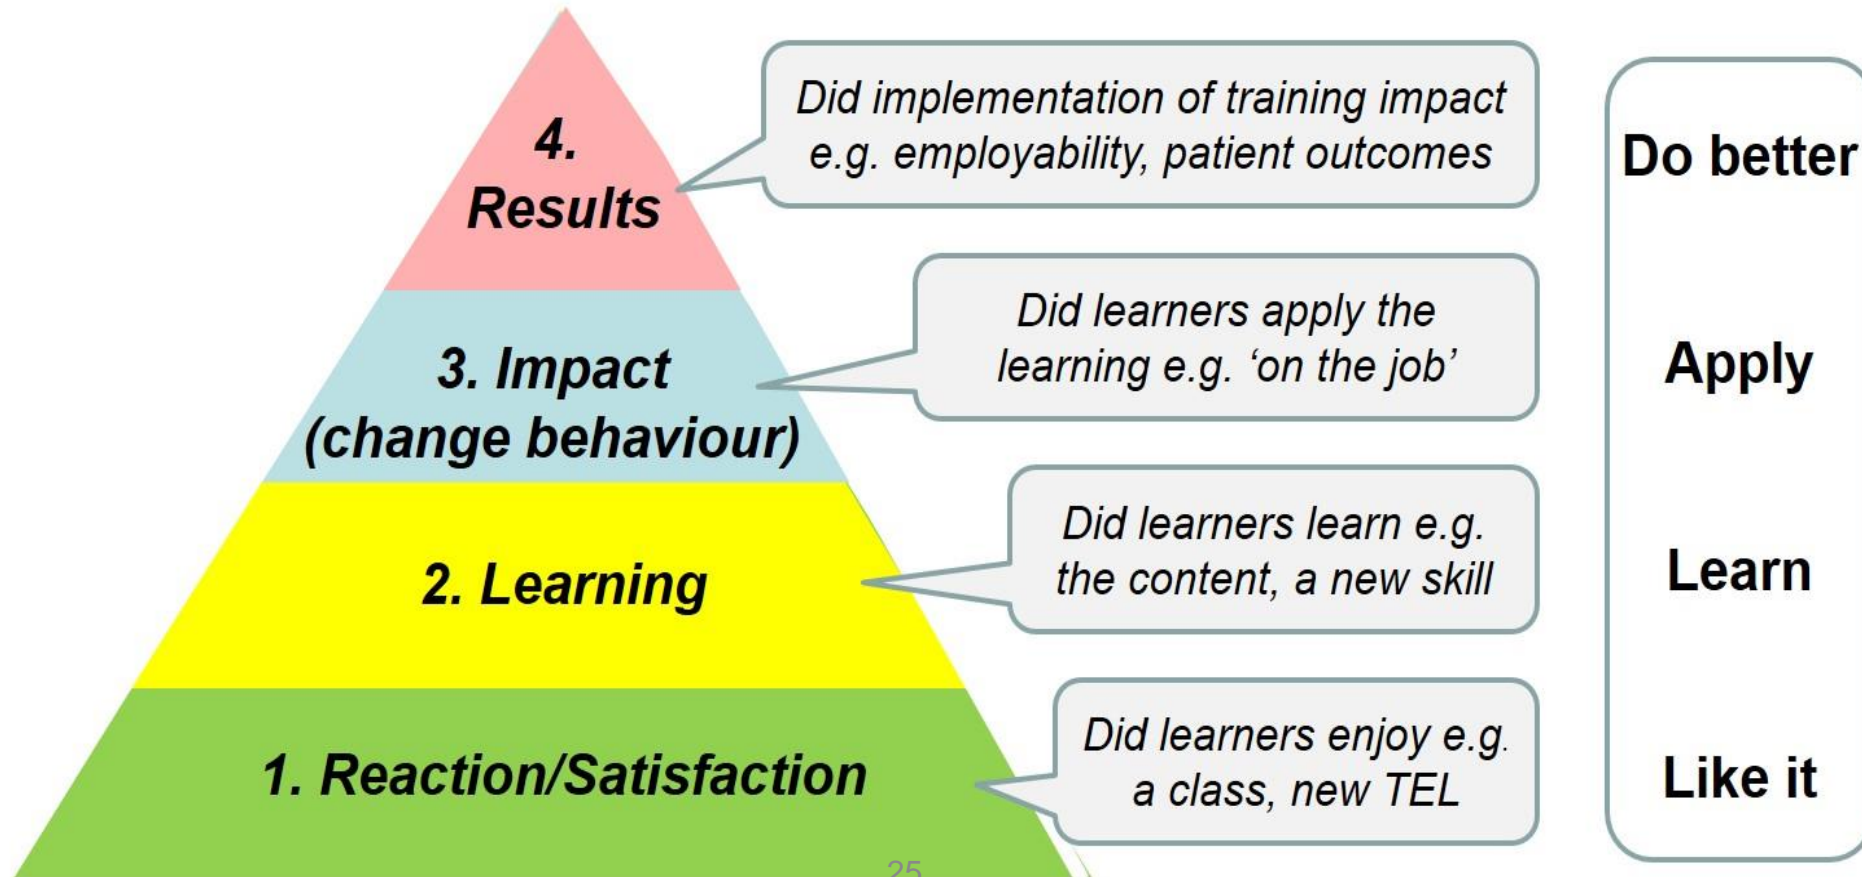 4.
Results
Did implementation of training impact
e.g. employability, patient outcomes
Do better
3. Impact
(change behaviour)
Did learners apply the
learning e.g. ‘on the job’
Apply
2. Learning
Did learners learn e.g.
the content, a new skill
Learn
1. Reaction/Satisfaction
Did learners enjoy e.g.
a class, new TEL
Like it
25